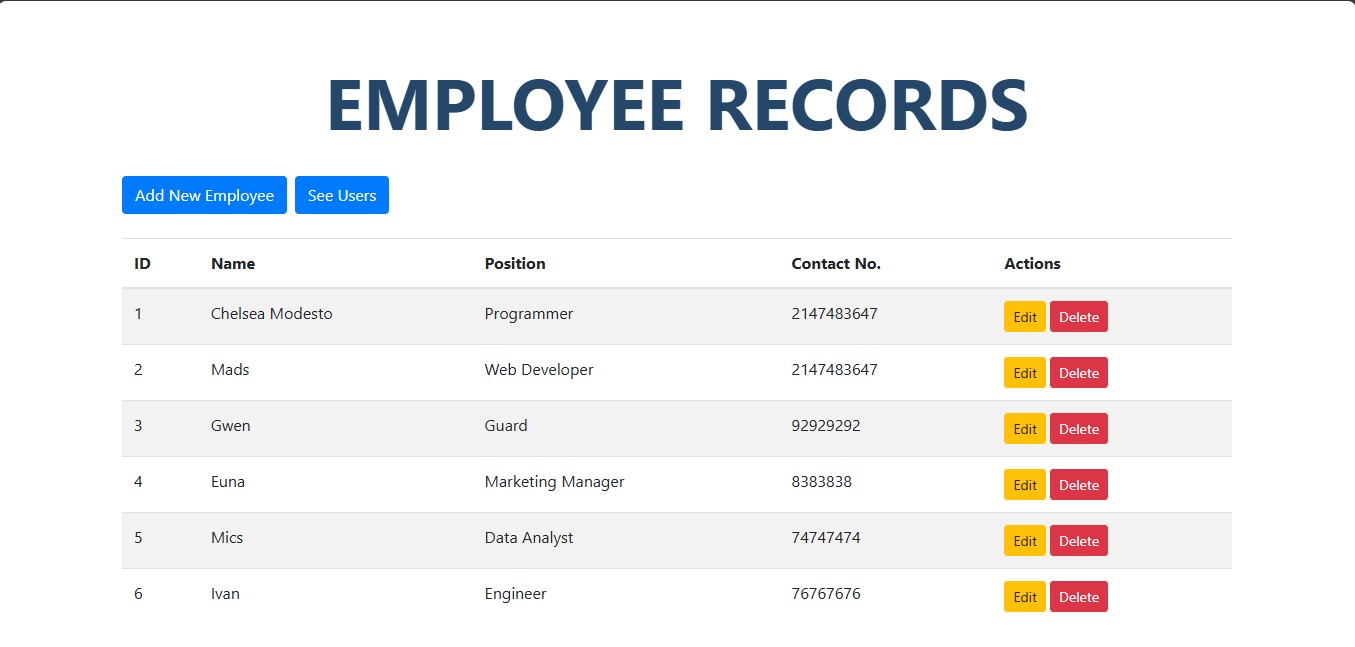 EMPLOYEE RECORDS
Add New Employee See Users
ID Name Position Contact No. Actions
1 Chelsea Modesto Programmer 2147483647 Edit Delete
2 Mads Web Developer 2147483647 Edit Delete
3 Gwen Guard 92929292 Edit Delete
4 Euna Marketing Manager 8383838 Edit Delete
5 Mics Data Analyst 74747474 Edit Delete
6 Ivan Engineer 76767676 Edit Delete